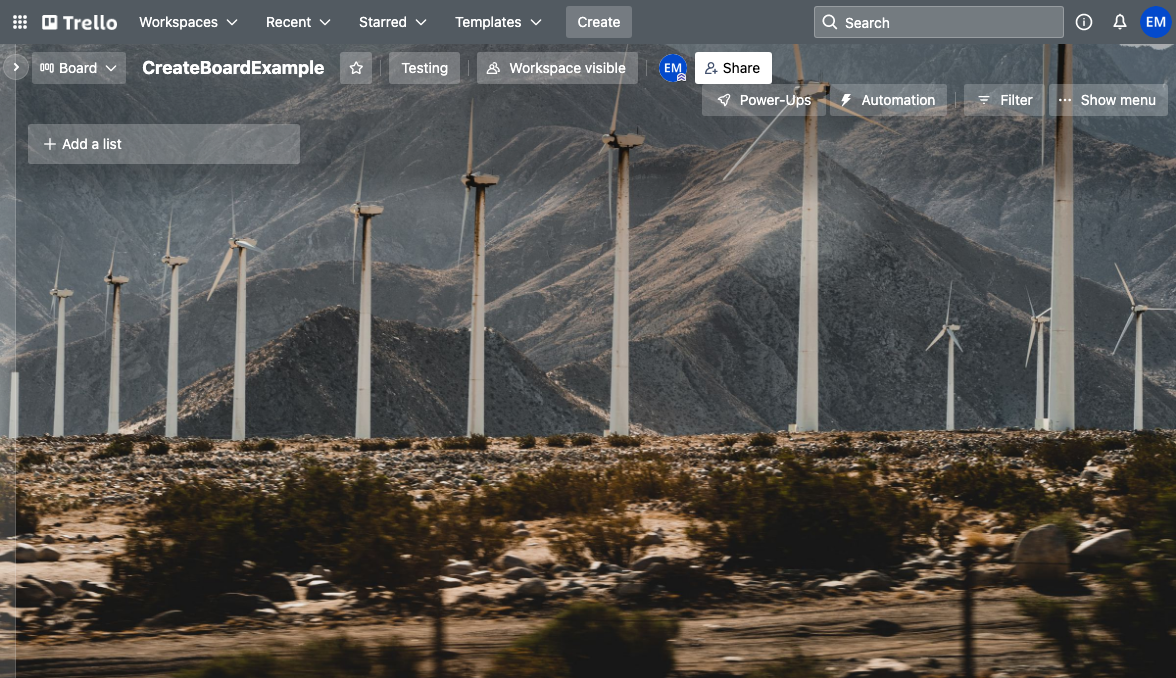 Trello Workspaces Recent Starred Templates Create Search EM
Board CreateBoardExample Testing Workspace visible EM Share
Power-Ups Automation Filter Show menu
Add a list